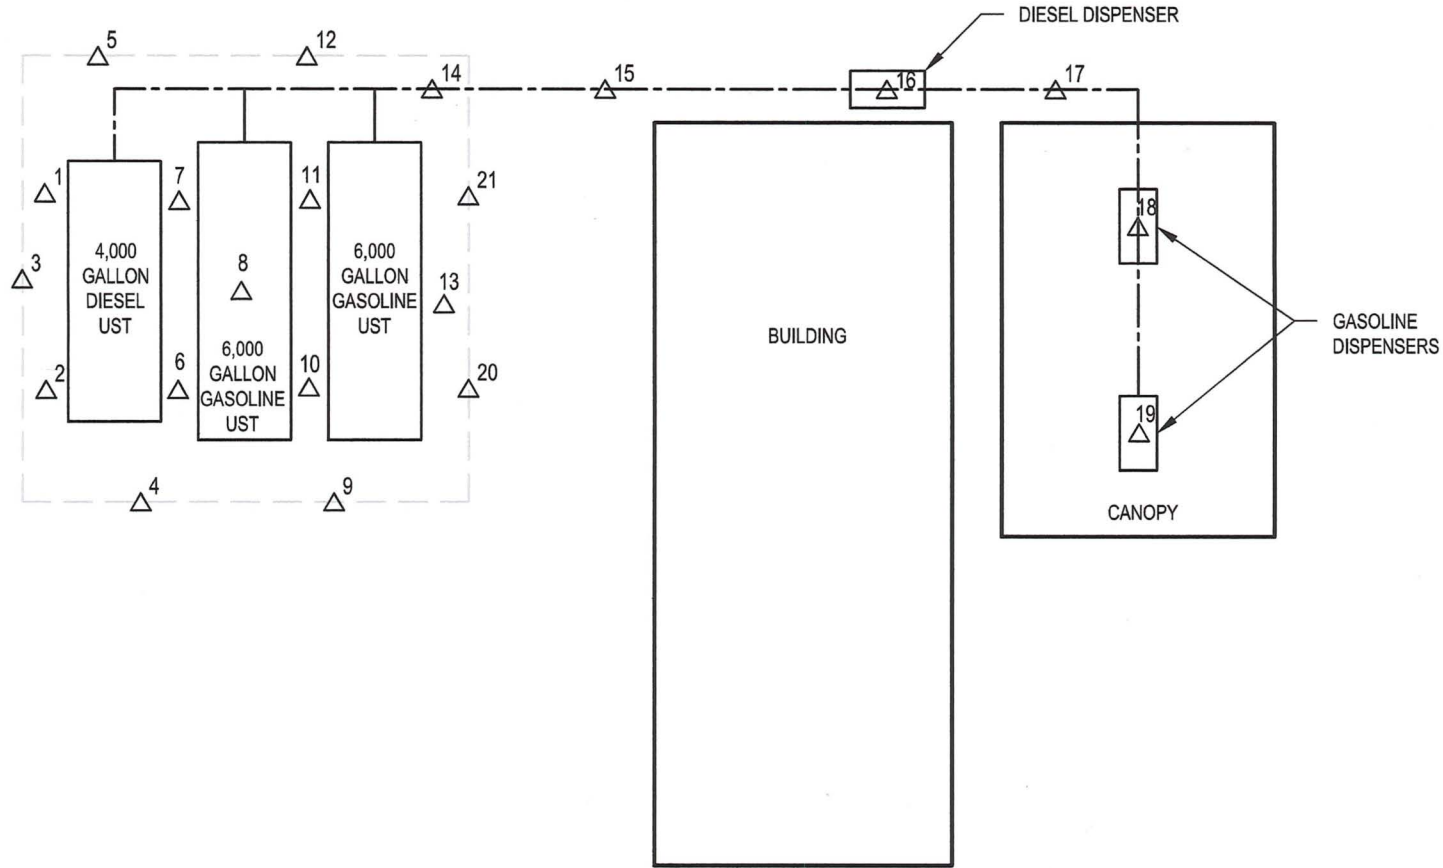 DIESEL DISPENSER
5
12
14
15
16
17
1
7
11
21
18
4,000
GALLON
DIESEL
UST
3
8
6,000
GALLON
GASOLINE
UST
13
BUILDING
GASOLINE
DISPENSERS
2
6
6,000
GALLON
GASOLINE
UST
10
20
19
4
9
CANOPY